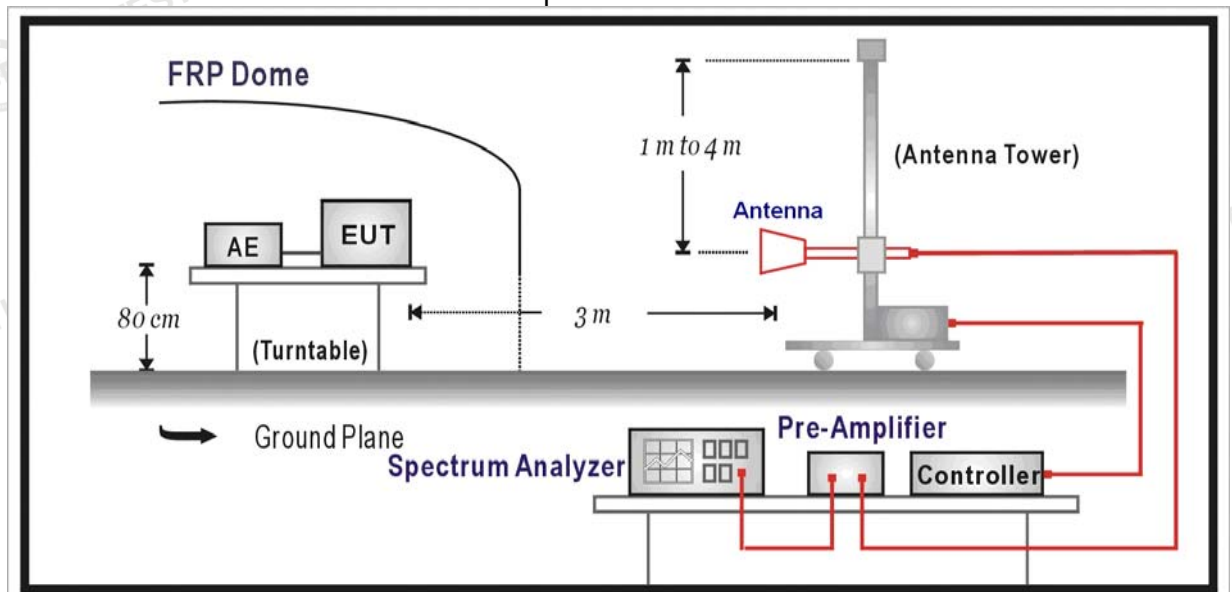 FRP Dome
1 m to 4 m
(Antenna Tower)
Antenna
AE
EUT
80 cm
3 m
(Turntable)
Ground Plane
Pre-Amplifier
Spectrum Analyzer
Controller